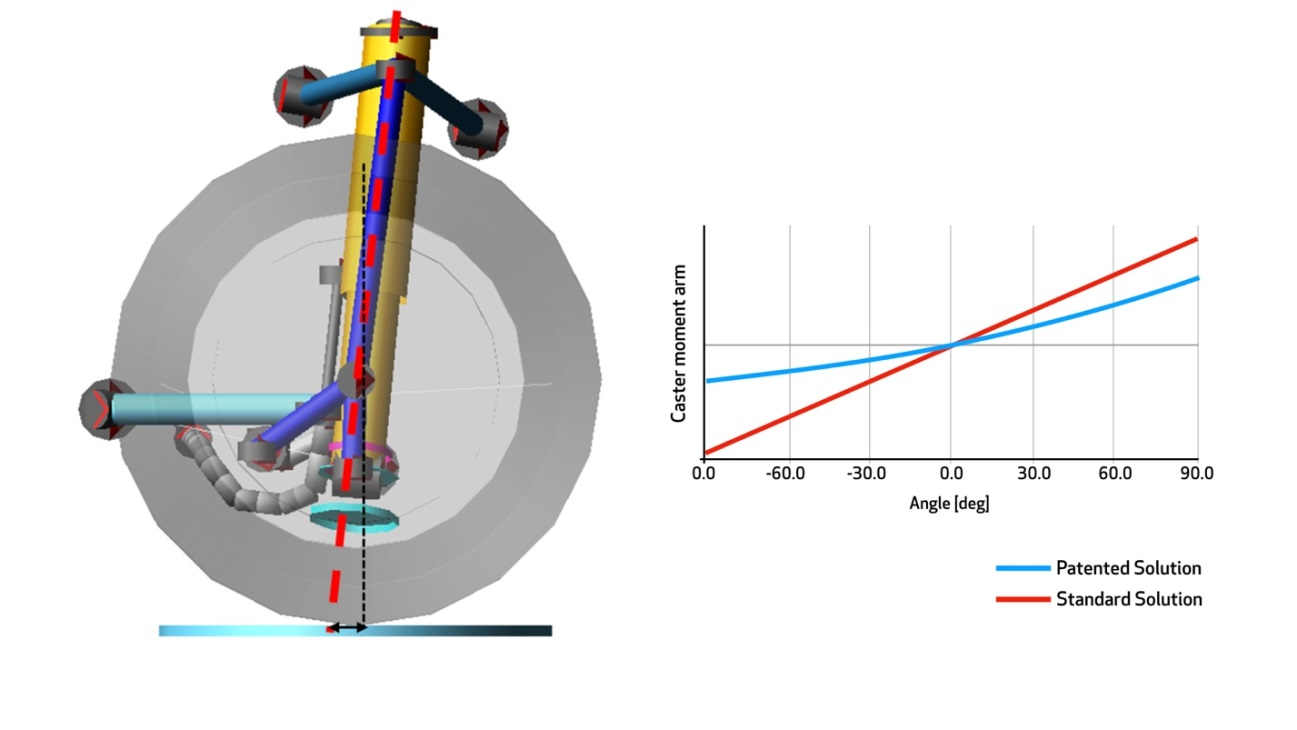 Caster moment arm
0.0 -60.0 -30.0 0.0 30.0 60.0 90.0
Angle [deg]
Patented Solution
Standard Solution